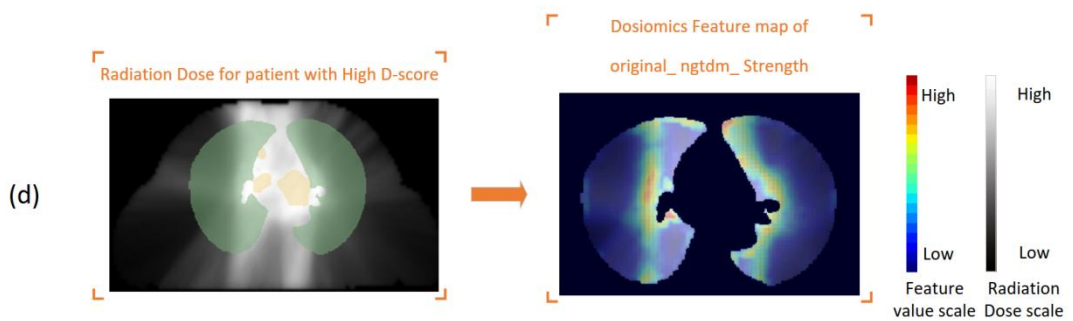 (d)
Radiation Dose for patient with High D-score
Dosiomics Feature map of
original_ ngtdm_ Strength
High
Low
Feature
value scale
High
Low
Radiation
Dose scale